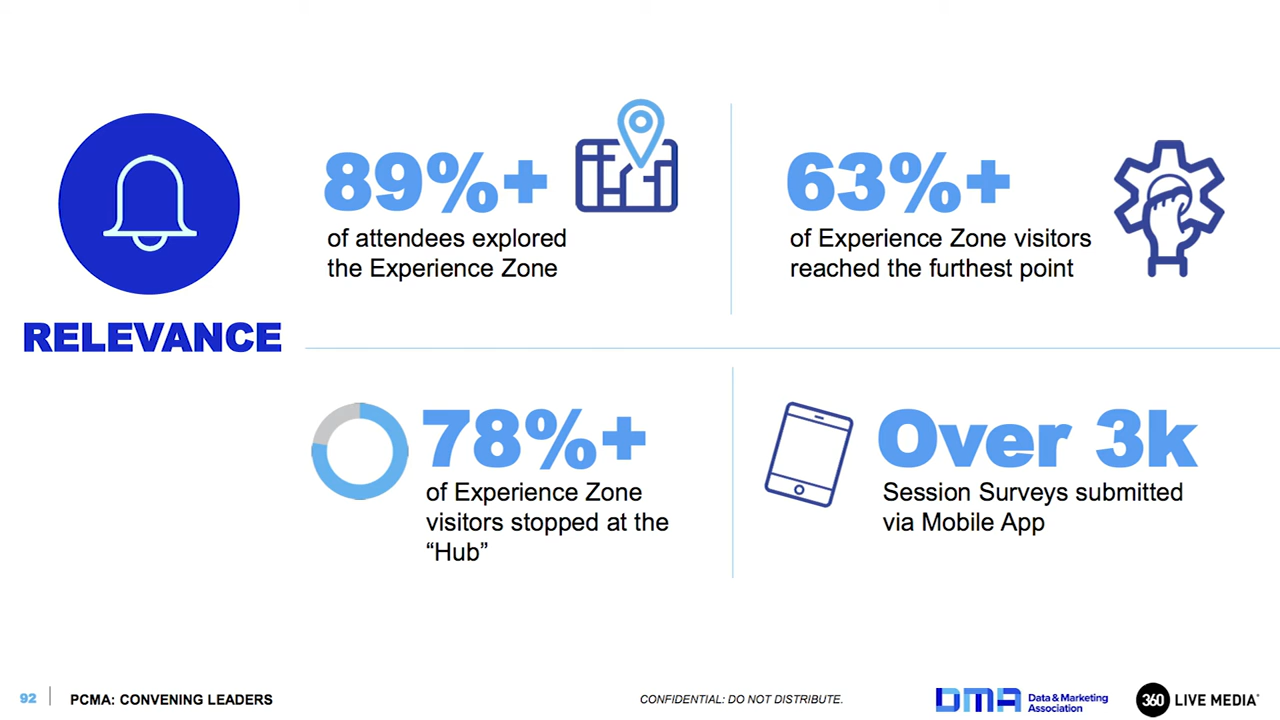 RELEVANCE
89%+
of attendees explored
the Experience Zone
63%+
of Experience Zone visitors
reached the furthest point
78%+
of Experience Zone
visitors stopped at the
“Hub”
Over 3k
Session Surveys submitted
via Mobile App
92
PCMA: CONVENING LEADERS
CONFIDENTIAL: DO NOT DISTRIBUTE.
DMA
Data & Marketing
Association
360
LIVE MEDIA